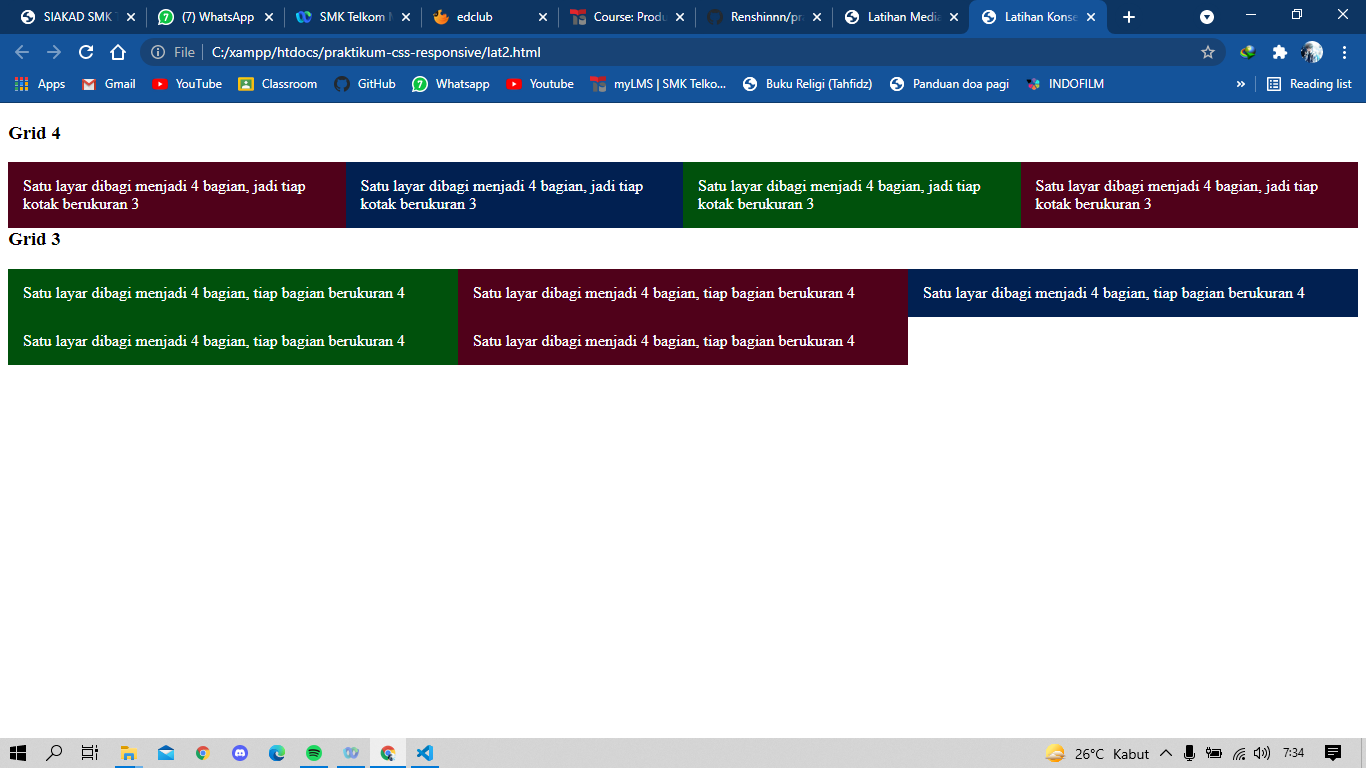 SIAKAD SMK
(7) WhatsApp
SMK Telkom
edclub
Course: Produ
Renshinnn/pr
Latihan Media
Latihan Konse
File
C:/xampp/htdocs/praktikum-css-responsive/lat2.html
Apps
Gmail
YouTube
Classroom
GitHub
Whatsapp
Youtube
myLMS | SMK Telko...
Buku Religi (Tahfidz)
Panduan doa pagi
INDOFILM
»
Reading list
Grid 4
Satu layar dibagi menjadi 4 bagian, jadi tiap
kotak berukuran 3
Satu layar dibagi menjadi 4 bagian, jadi tiap
kotak berukuran 3
Satu layar dibagi menjadi 4 bagian, jadi tiap
kotak berukuran 3
Satu layar dibagi menjadi 4 bagian, jadi tiap
kotak berukuran 3
Grid 3
Satu layar dibagi menjadi 4 bagian, tiap bagian berukuran 4
Satu layar dibagi menjadi 4 bagian, tiap bagian berukuran 4
Satu layar dibagi menjadi 4 bagian, tiap bagian berukuran 4
Satu layar dibagi menjadi 4 bagian, tiap bagian berukuran 4
Satu layar dibagi menjadi 4 bagian, tiap bagian berukuran 4
26°C Kabut
7:34